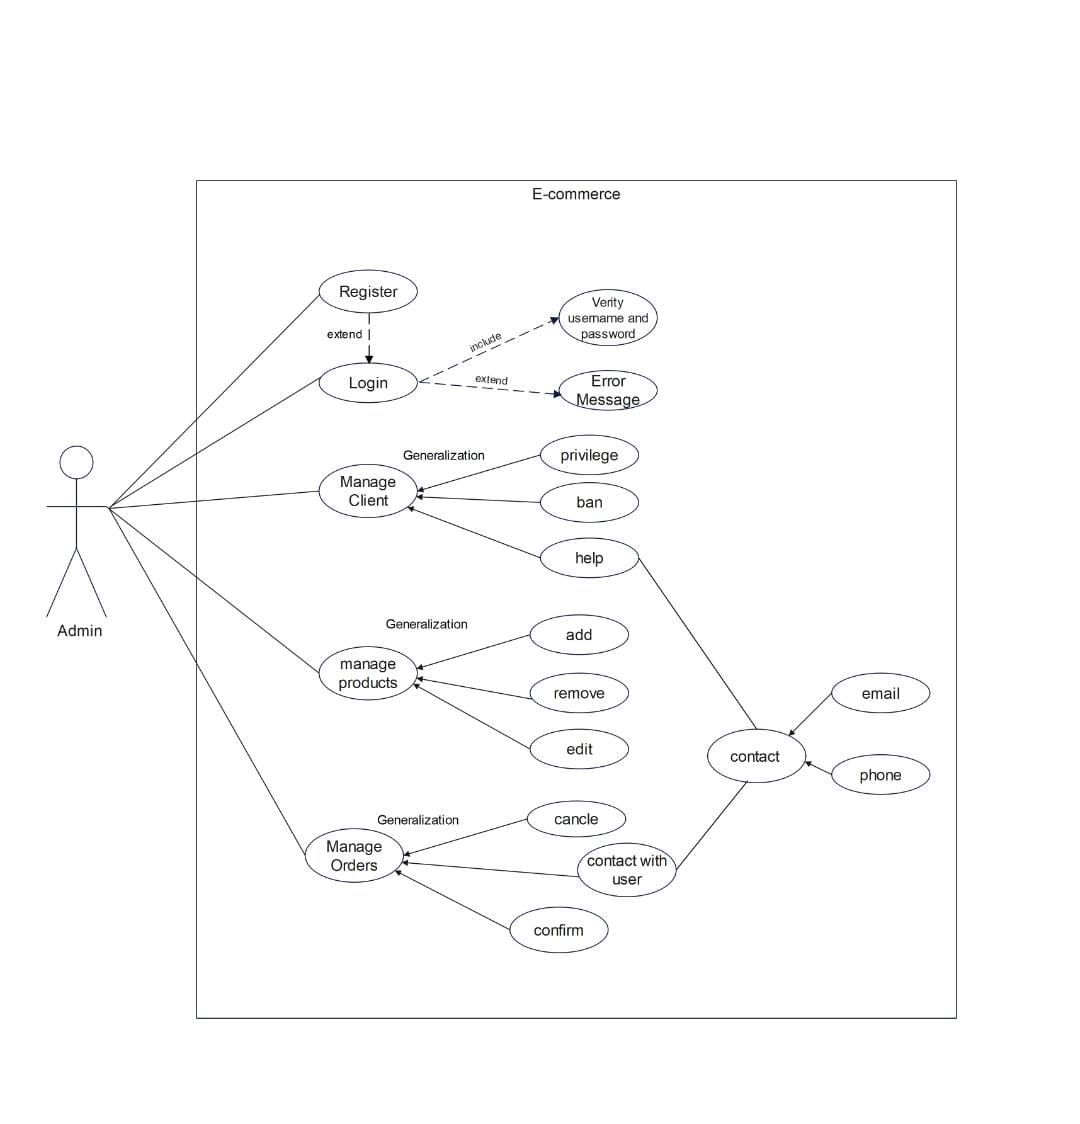 E-commerce
Register
extend
Login
include
extend
Verity
username and
password
Error
Message
Generalization
Manage
Client
privilege
ban
help
Admin
Generalization
manage
products
add
remove
edit
contact
email
phone
Generalization
Manage
Orders
cancle
contact with
user
confirm